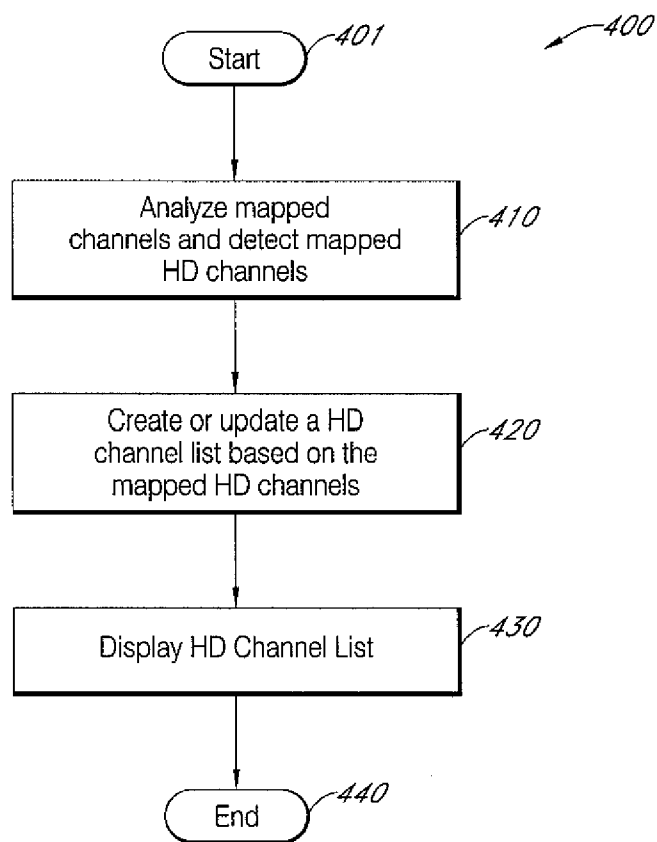 400
Start
401
Analyze mapped
channels and detect mapped
HD channels
410
Create or update a HD
channel list based on the
mapped HD channels
420
Display HD Channel List
430
End
440